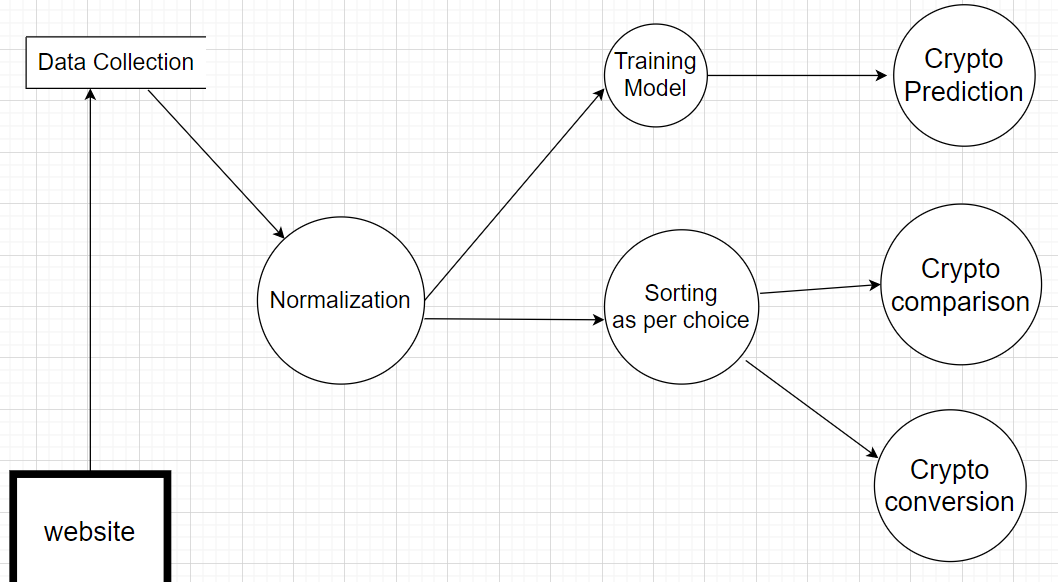 Data Collection
Training
Model
Crypto
Prediction
Normalization
Sorting
as per choice
Crypto
comparison
Crypto
conversion
website